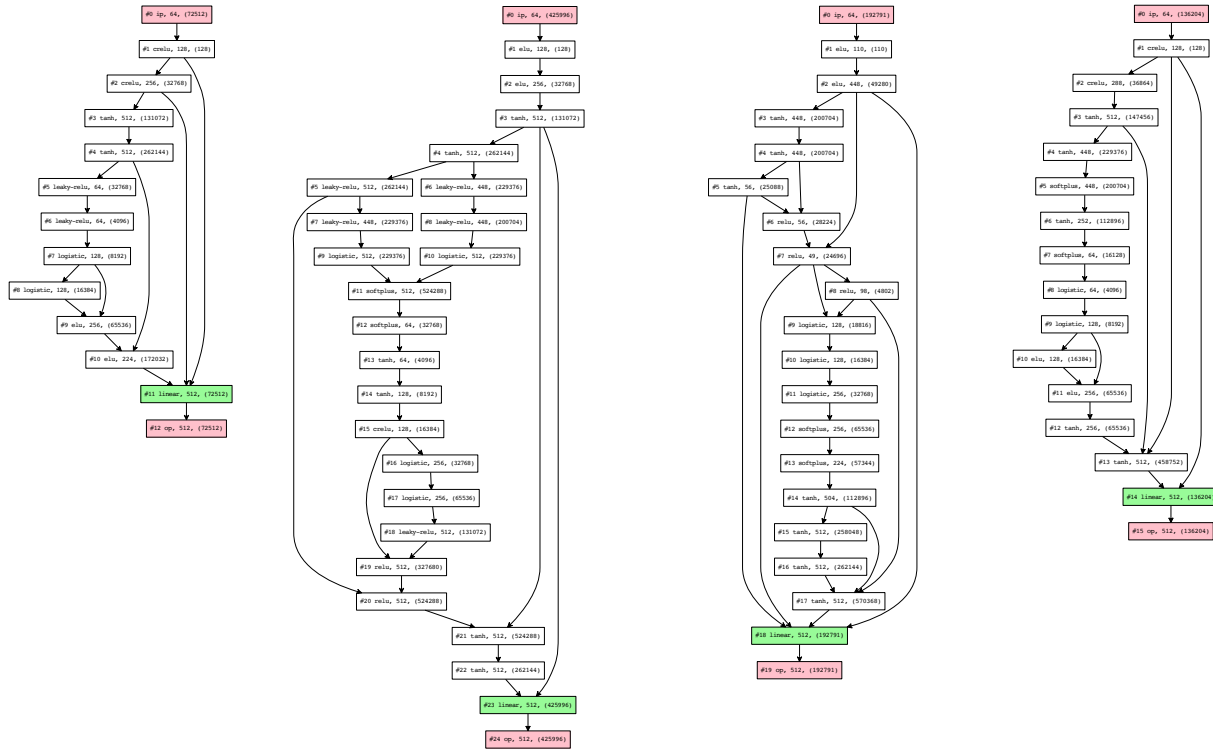 #0 ip, 64, (72512)
#1 crelu, 128, (128)
#2 crelu, 256, (32768)
#3 tanh, 512, (131072)
#4 tanh, 512, (262144)
#5 leaky-relu, 64, (32768)
#6 leaky-relu, 64, (4096)
#7 logistic, 128, (8192)
#8 logistic, 128, (16384)
#9 elu, 256, (65536)
#10 elu, 224, (172032)
#11 linear, 512, (72512)
#12 op, 512, (72512)
#0 ip, 64, (425996)
#1 elu, 128, (128)
#2 elu, 256, (32768)
#3 tanh, 512, (131072)
#4 tanh, 512, (262144)
#5 leaky-relu, 512, (262144)
#6 leaky-relu, 448, (229376)
#7 leaky-relu, 448, (229376)
#8 leaky-relu, 448, (200704)
#9 logistic, 512, (229376)
#10 logistic, 512, (229376)
#11 softplus, 512, (524288)
#12 softplus, 64, (32768)
#13 tanh, 64, (4096)
#14 tanh, 128, (8192)
#15 crelu, 128, (16384)
#16 logistic, 256, (32768)
#17 logistic, 256, (65536)
#18 leaky-relu, 512, (131072)
#19 relu, 512, (327680)
#20 relu, 512, (524288)
#21 tanh, 512, (524288)
#22 tanh, 512, (262144)
#23 linear, 512, (425996)
#24 op, 512, (425996)
#0 ip, 64, (192791)
#1 elu, 110, (110)
#2 elu, 448, (49280)
#3 tanh, 448, (200704)
#4 tanh, 448, (200704)
#5 tanh, 56, (25088)
#6 relu, 56, (28224)
#7 relu, 49, (24696)
#8 relu, 98, (4802)
#9 logistic, 128, (18816)
#10 logistic, 128, (16384)
#11 logistic, 256, (32768)
#12 softplus, 256, (65536)
#13 softplus, 224, (57344)
#14 tanh, 504, (112896)
#15 tanh, 512, (258048)
#16 tanh, 512, (262144)
#17 tanh, 512, (570368)
#18 linear, 512, (192791)
#19 op, 512, (192791)
#0 ip, 64, (136204)
#1 crelu, 128, (128)
#2 crelu, 288, (36864)
#3 tanh, 512, (147456)
#4 tanh, 448, (229376)
#5 softplus, 448, (200704)
#6 tanh, 252, (112896)
#7 softplus, 64, (16128)
#8 logistic, 64, (4096)
#9 logistic, 128, (8192)
#10 elu, 128, (16384)
#11 elu, 256, (65536)
#12 tanh, 256, (65536)
#13 tanh, 512, (458752)
#14 linear, 512, (136204
#15 op, 512, (136204)